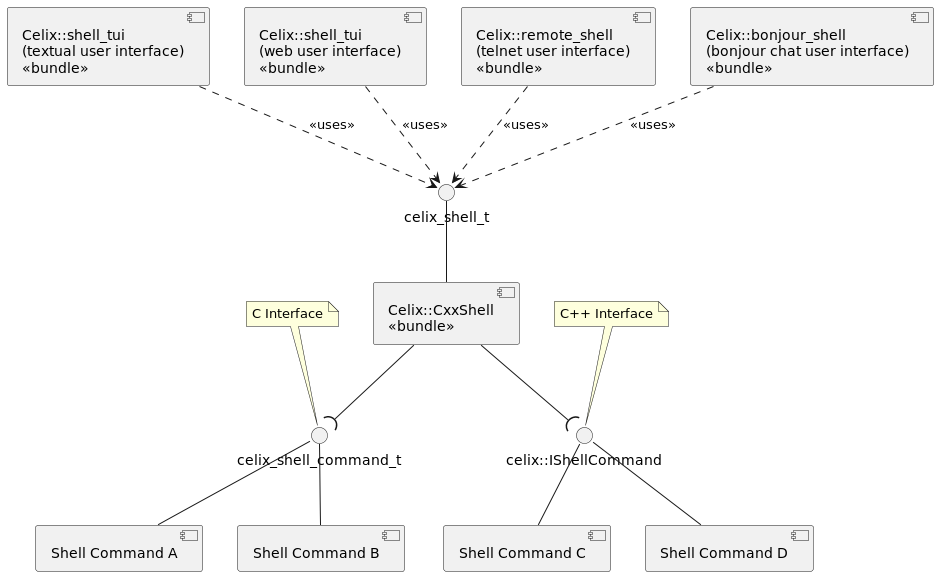 Celix::shell_tui
(textual user interface)
«bundle»
Celix::shell_tui
(web user interface)
«bundle»
Celix::remote_shell
(telnet user interface)
«bundle»
Celix::bonjour_shell
(bonjour chat user interface)
«bundle»
«uses»
«uses»
«uses»
«uses»
celix_shell_t
C Interface
Celix::CxxShell
«bundle»
C++ Interface
celix_shell_command_t
celix::IShellCommand
Shell Command A
Shell Command B
Shell Command C
Shell Command D